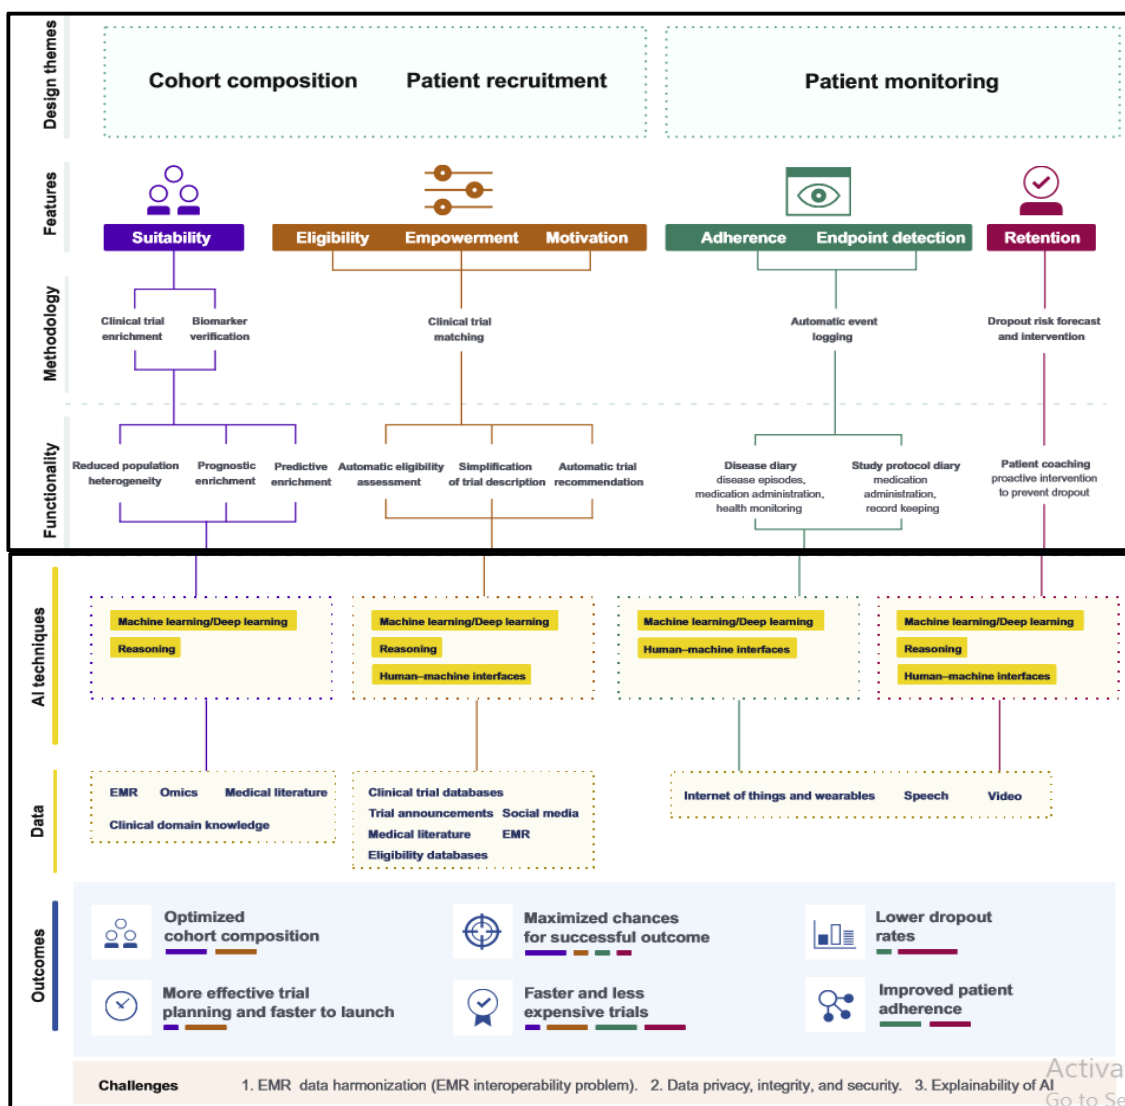 Design themes
Cohort composition
Patient recruitment
Patient monitoring
Features
Suitability
Eligibility
Empowerment
Motivation
Adherence
Endpoint detection
Retention
Methodology
Clinical trial
enrichment
Biomarker
verification
Clinical trial
matching
Automatic event
logging
Dropout risk forecast
and intervention
Functionality
Reduced population
heterogeneity
Prognostic
enrichment
Predictive
enrichment
Automatic eligibility
assessment
Simplification
of trial description
Automatic trial
recommendation
Disease diary
disease episodes,
medication administration,
health monitoring
Study protocol diary
medication
administration,
record keeping
Patient coaching
proactive intervention
to prevent dropout
AI techniques
Machine learning/Deep learning
Reasoning
Machine learning/Deep learning
Reasoning
Human–machine interfaces
Machine learning/Deep learning
Human–machine interfaces
Machine learning/Deep learning
Reasoning
Human–machine interfaces
Data
EMR Omics Medical literature
Clinical domain knowledge
Clinical trial databases
Trial announcements Social media
Medical literature EMR
Eligibility databases
Internet of things and wearables Speech Video
Outcomes
Optimized
cohort composition
Maximized chances
for successful outcome
Lower dropout
rates
More effective trial
planning and faster to launch
Faster and less
expensive trials
Improved patient
adherence
Challenges 1. EMR data harmonization (EMR interoperability problem). 2. Data privacy, integrity, and security. 3. Explainability of AI
Activa
Go to Se